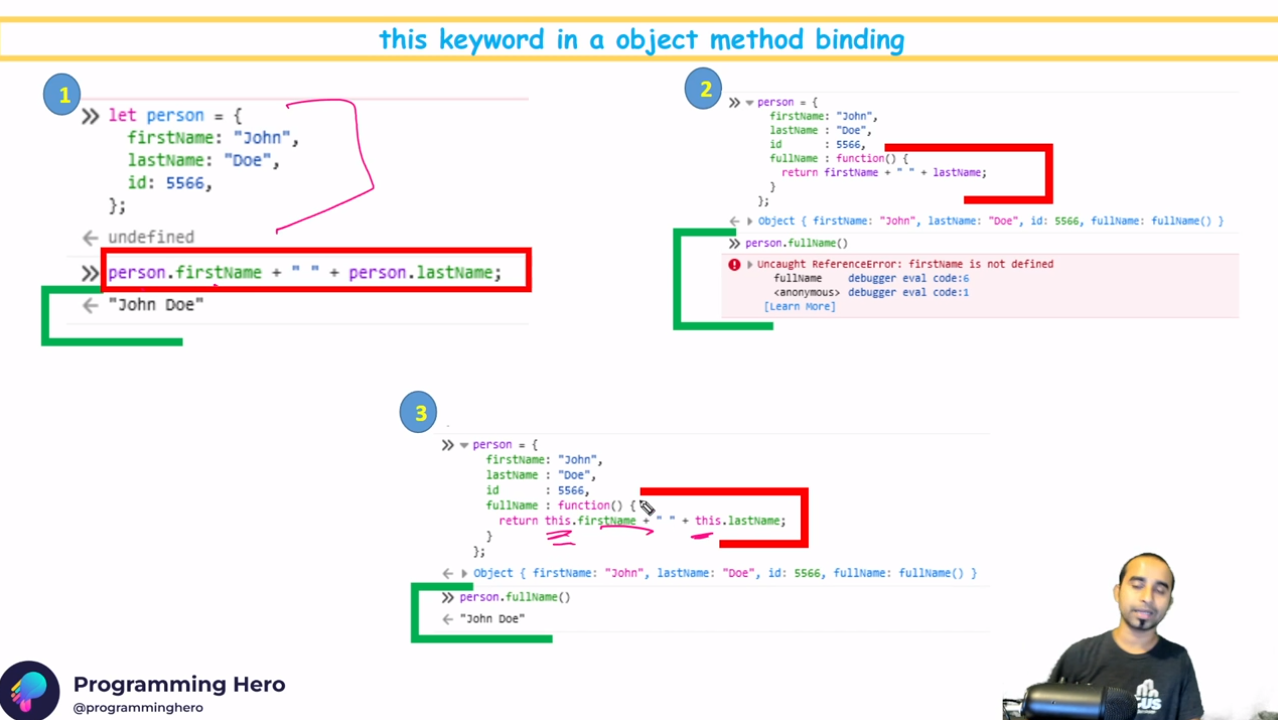 this keyword in a object method binding
1
let person = {
firstName: "John",
lastName: "Doe",
id: 5566,
};
undefined
person.firstName + " " + person.lastName;
"John Doe"
2
person = {
firstName: "John",
lastName : "Doe",
id : 5566,
fullName : function() {
return firstName + " " + lastName;
}
};
Object { firstName: "John", lastName: "Doe", id: 5566, fullName: fullName() }
person.fullName()
Uncaught ReferenceError: firstName is not defined
fullName debugger eval code:6
<anonymous> debugger eval code:1
[Learn More]
3
person = {
firstName: "John",
lastName : "Doe",
id : 5566,
fullName : function() {
return this.firstName + " " + this.lastName;
}
};
Object { firstName: "John", lastName: "Doe", id: 5566, fullName: fullName() }
person.fullName()
"John Doe"
Programming Hero
@programminghero